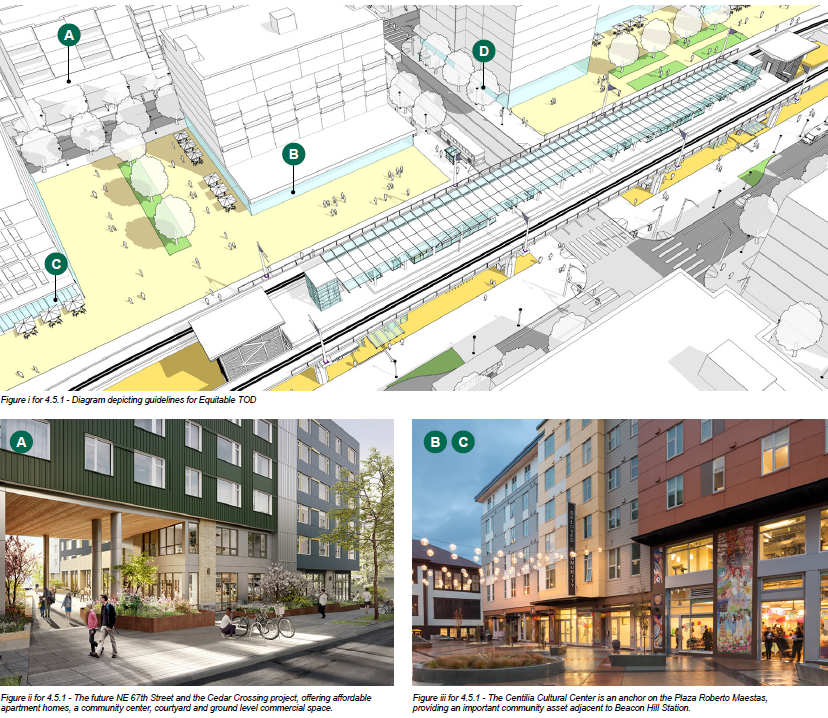 A
D
B
C
Figure i for 4.5.1 - Diagram depicting guidelines for Equitable TOD
A
B C
Figure ii for 4.5.1 - The future NE 67th Street and the Cedar Crossing project, offering affordable
apartment homes, a community center, courtyard and ground level commercial space.
Figure iii for 4.5.1 - The Centilia Cultural Center is an anchor on the Plaza Roberto Maestas,
providing an important community asset adjacent to Beacon Hill Station.